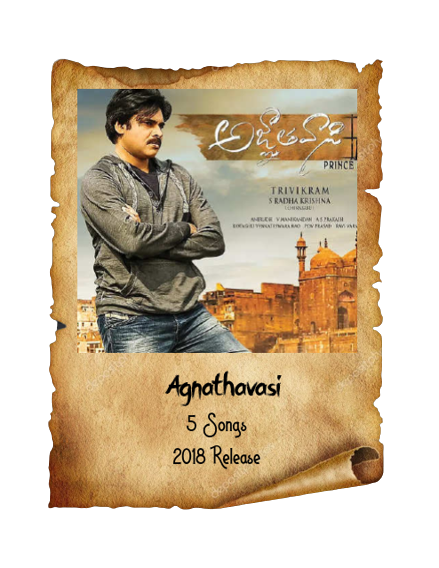 అజ్ఞాతవాసి
PRINCE
TRIVIKRAM
S RADHA KRISHNA
Agnathavasi
5 Songs
2018 Release